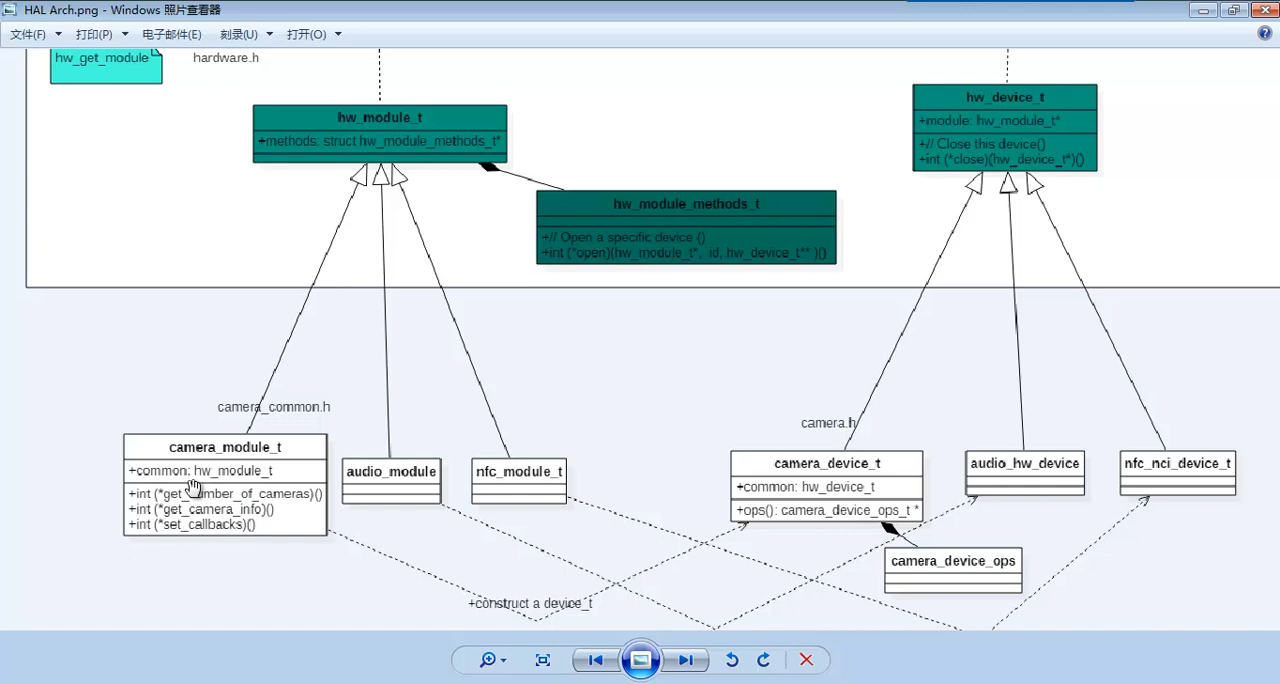 HAL Arch.png - Windows 照片查看器
文件(F) 打印(P) 电子邮件(E) 刻录(U) 打开(O)
hw_get_module
hardware.h
hw_module_t
+methods: struct hw_module_methods_t*
hw_device_t
+module: hw_module_t*
+// Close this device()
+int (*close)(hw_device_t*)()
hw_module_methods_t
+// Open a specific device ()
+int (*open)(hw_module_t*, id, hw_device_t** )()
camera_common.h
camera.h
camera_module_t
+common: hw_module_t
+int (*get_number_of_cameras)()
+int (*get_camera_info)()
+int (*set_callbacks)()
audio_module
nfc_module_t
camera_device_t
+common: hw_device_t
+ops(): camera_device_ops_t *
audio_hw_device
nfc_nci_device_t
camera_device_ops
+construct a device_t